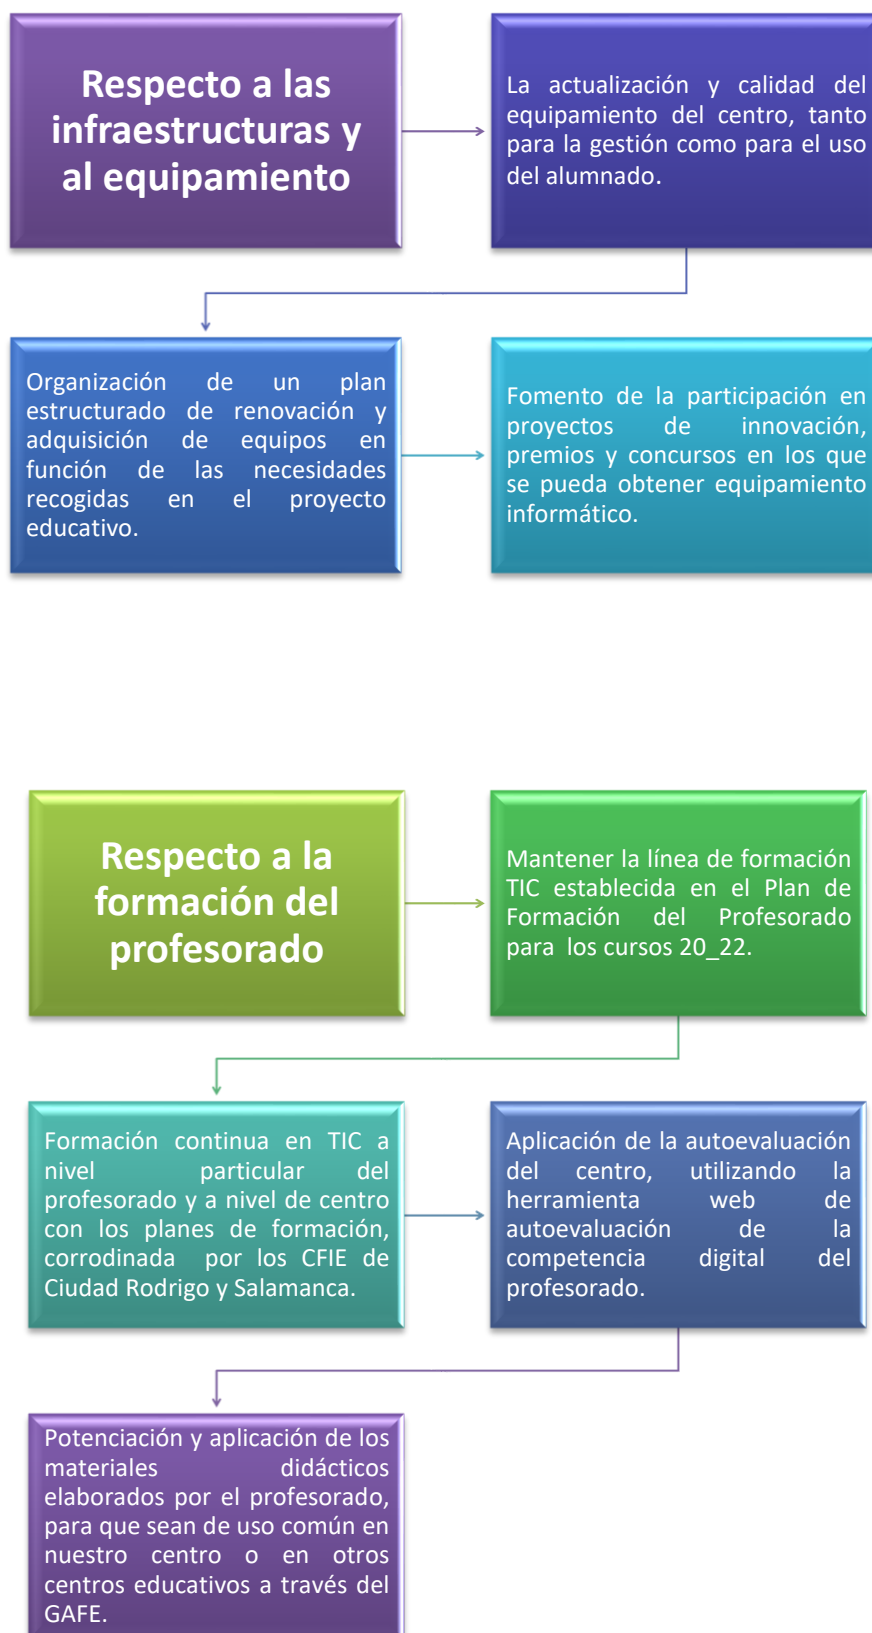 Respecto a las
infraestructuras y
al equipamiento
La actualización y calidad del
equipamiento del centro, tanto
para la gestión como para el uso
del alumnado.
Organización de un plan
estructurado de renovación y
adquisición de equipos en
función de las necesidades
recogidas en el proyecto
educativo.
Fomento de la participación en
proyectos de innovación,
premios y concursos en los que
se pueda obtener equipamiento
informático.
Respecto a la
formación del
profesorado
Mantener la línea de formación
TIC establecida en el Plan de
Formación del Profesorado
para los cursos 20_22.
Formación continua en TIC a
nivel particular del
profesorado y a nivel de centro
con los planes de formación,
corrodinada por los CFIE de
Ciudad Rodrigo y Salamanca.
Aplicación de la autoevaluación
del centro, utilizando la
herramienta web de
autoevaluación de la
competencia digital del
profesorado.
Potenciación y aplicación de los
materiales didácticos
elaborados por el profesorado,
para que sean de uso común en
nuestro centro o en otros
centros educativos a través del
GAFE.